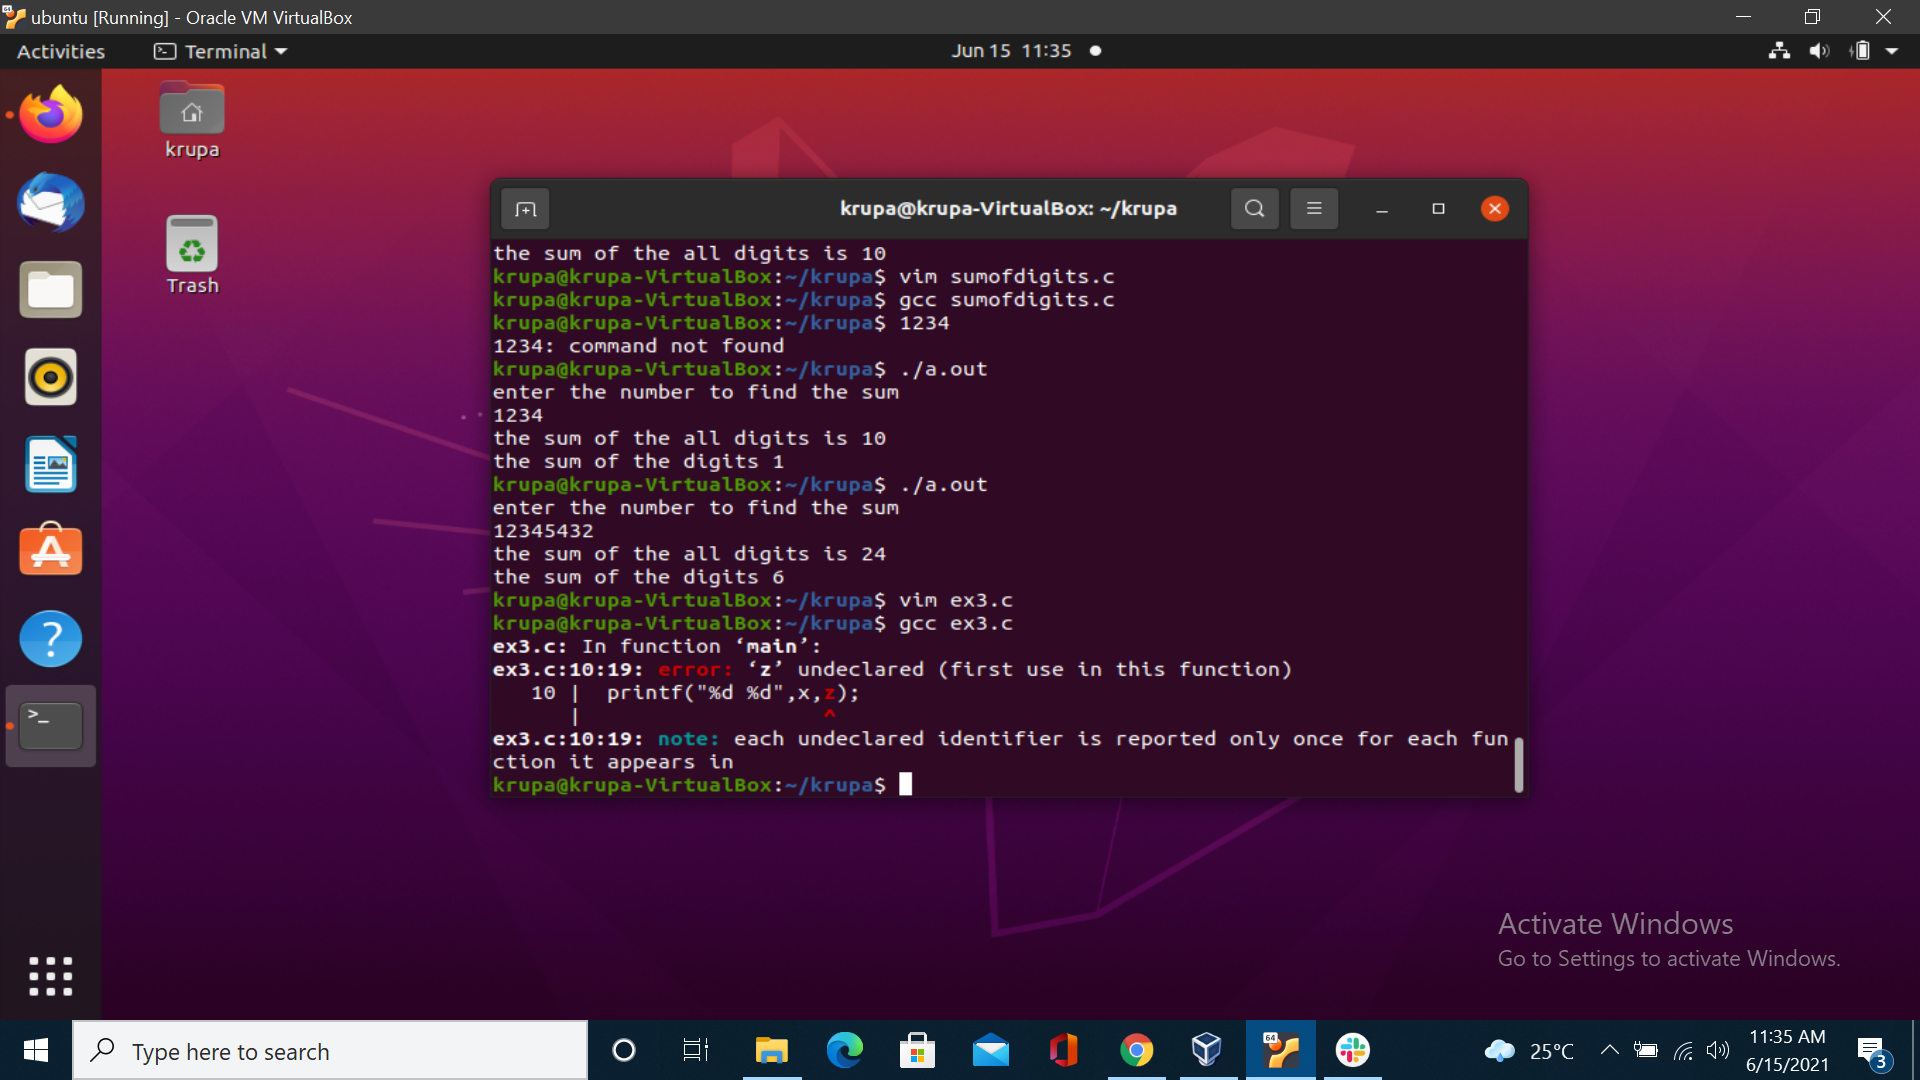 ubuntu [Running] - Oracle VM VirtualBox
Activities
Terminal
Jun 15 11:35
krupa
Trash
krupa@krupa-VirtualBox: ~/krupa
the sum of the all digits is 10
krupa@krupa-VirtualBox:~/krupa$ vim sumofdigits.c
krupa@krupa-VirtualBox:~/krupa$ gcc sumofdigits.c
krupa@krupa-VirtualBox:~/krupa$ 1234
1234: command not found
krupa@krupa-VirtualBox:~/krupa$ ./a.out
enter the number to find the sum
1234
the sum of the all digits is 10
the sum of the digits 1
krupa@krupa-VirtualBox:~/krupa$ ./a.out
enter the number to find the sum
12345432
the sum of the all digits is 24
the sum of the digits 6
krupa@krupa-VirtualBox:~/krupa$ vim ex3.c
krupa@krupa-VirtualBox:~/krupa$ gcc ex3.c
ex3.c: In function ‘main’:
ex3.c:10:19: error: ‘z’ undeclared (first use in this function)
10 | printf("%d %d",x,z);
| ^
ex3.c:10:19: note: each undeclared identifier is reported only once for each fun
ction it appears in
krupa@krupa-VirtualBox:~/krupa$
Activate Windows
Go to Settings to activate Windows.
Type here to search
64
25°C
11:35 AM
6/15/2021
3